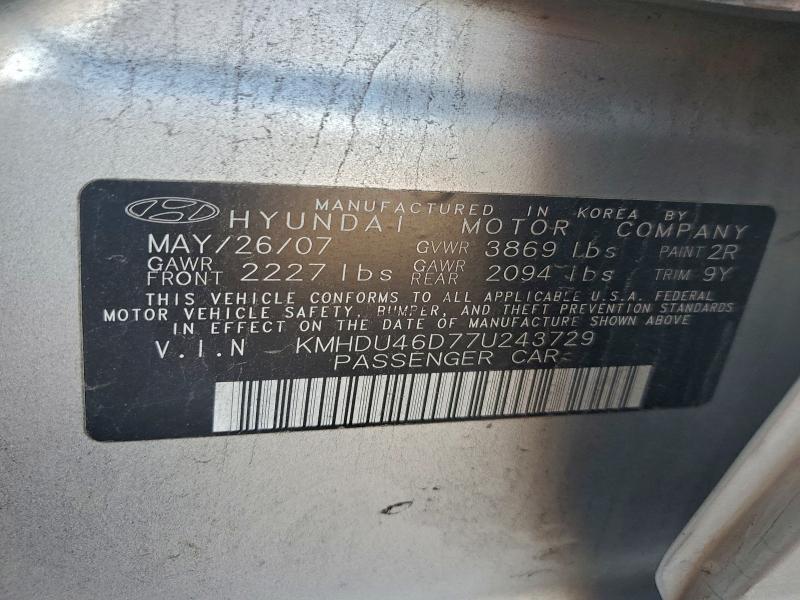 MANUFACTURED IN KOREA BY
HYUNDAI MOTOR COMPANY
MAY/26/07 GVWR 3869 lbs PAINT 2R
GAWR FRONT 2227 lbs GAWR REAR 2094 lbs TRIM 9Y
THIS VEHICLE CONFORMS TO ALL APPLICABLE U.S.A. FEDERAL
MOTOR VEHICLE SAFETY, BUMPER, AND THEFT PREVENTION STANDARDS
IN EFFECT ON THE DATE OF MANUFACTURE SHOWN ABOVE
V.I.N KMHDU46D77U243729
PASSENGER CAR